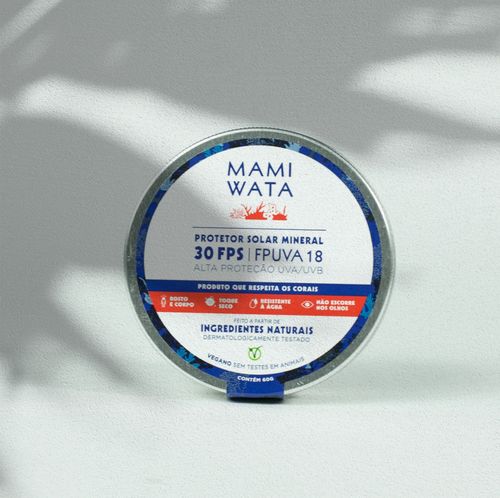 MAMI
WATA
PROTETOR SOLAR MINERAL
30 FPS | FPUVA 18
ALTA PROTEÇÃO UVA/UVB
PRODUTO QUE RESPEITA OS CORAIS
ROSTO E CORPO
TOQUE SECO
RESISTENTE À ÁGUA
NÃO ESCORRE NOS OLHOS
FEITO A PARTIR DE
INGREDIENTES NATURAIS
DERMATOLOGICAMENTE TESTADO
VEGANO SEM TESTES EM ANIMAIS
CONTÉM 60G